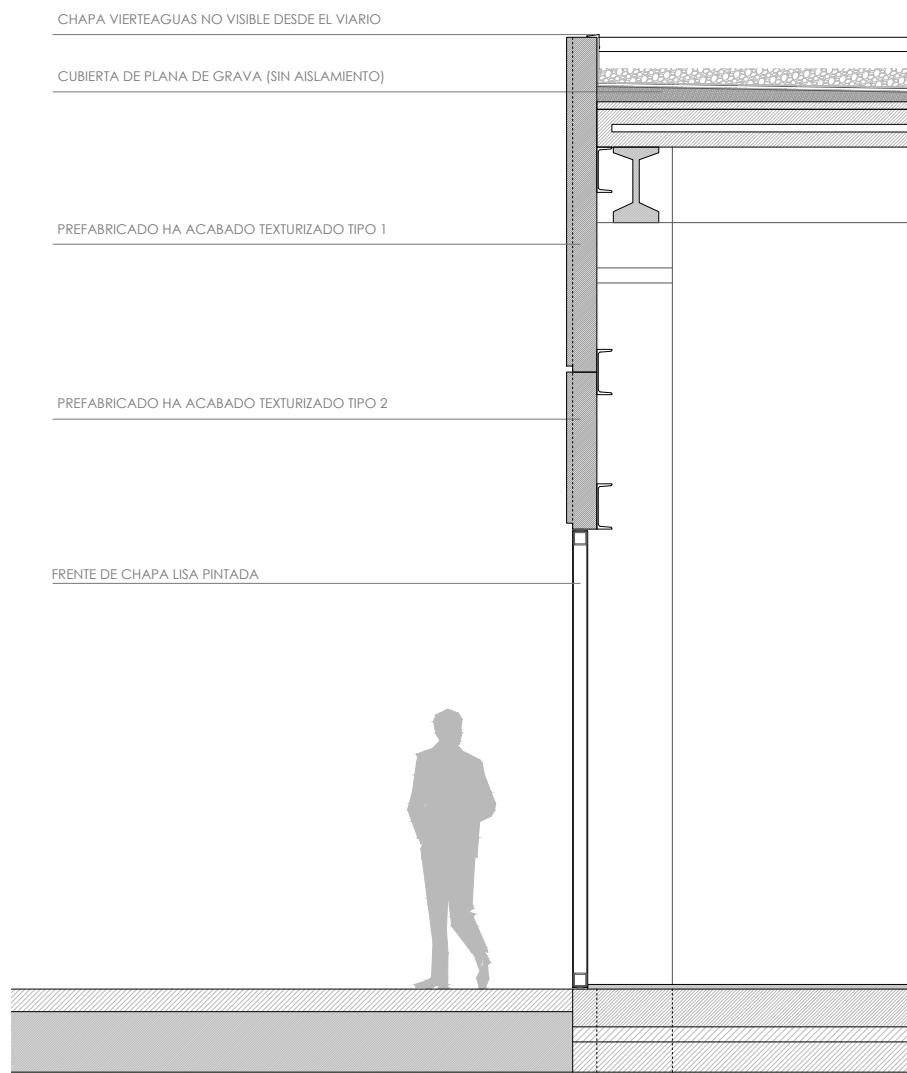 CHAPA VIERTEAGUAS NO VISIBLE DESDE EL VIARIO
CUBIERTA DE PLANA DE GRAVA (SIN AISLAMIENTO)
PREFABRICADO HA ACABADO TEXTURIZADO TIPO 1
PREFABRICADO HA ACABADO TEXTURIZADO TIPO 2
FRENTE DE CHAPA LISA PINTADA